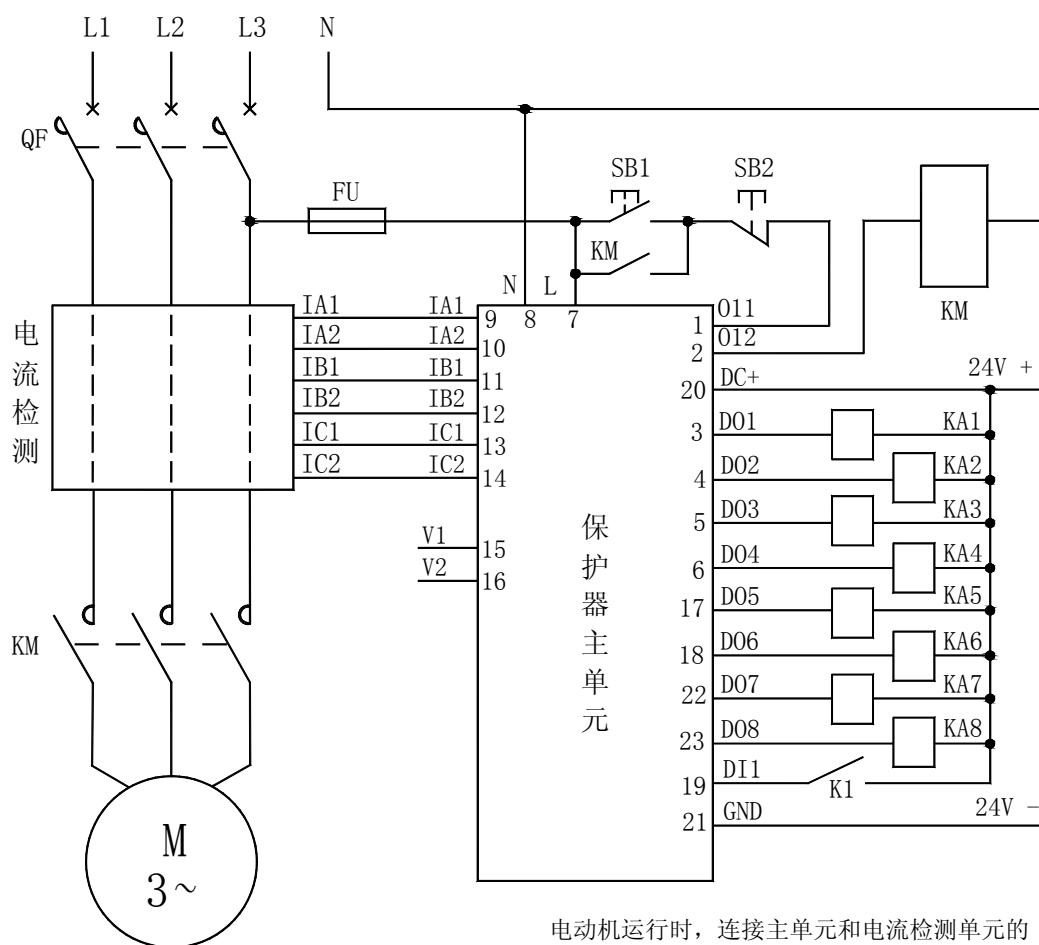 L1 L2 L3 N
QF
FU
SB1 SB2
KM
KM
N L
8 7
电流检测
IA1 IA1 9
IA2 IA2 10
IB1 IB1 11
IB2 IB2 12
IC1 IC1 13
IC2 IC2 14
V1 15
V2 16
保护器主单元
1 O11
2 O12
20 DC+ 24V +
3 DO1 KA1
4 DO2 KA2
5 DO3 KA3
6 DO4 KA4
17 DO5 KA5
18 DO6 KA6
22 DO7 KA7
23 DO8 KA8
19 DI1 K1
21 GND 24V -
KM
M
3~
电动机运行时，连接主单元和电流检测单元的